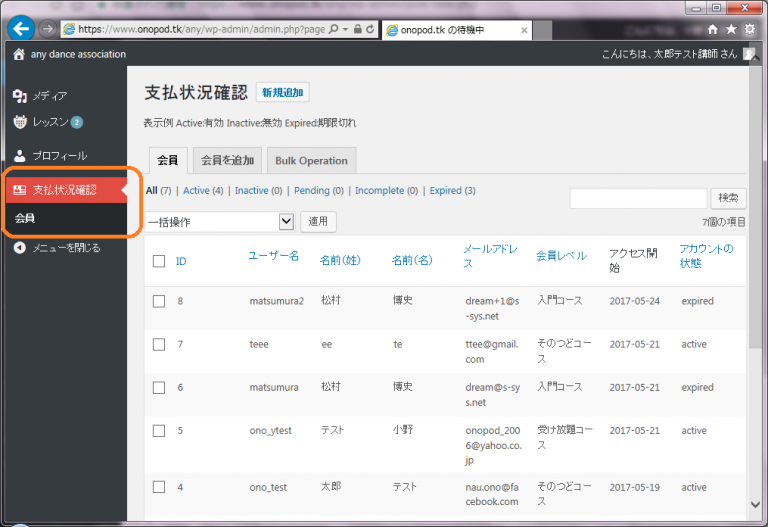 https://www.onopod.tk/any/wp-admin/admin.php?page
onopod.tk の待機中
any dance association
こんにちは、太郎テスト講師 さん
メディア
レッスン 2
プロフィール
支払状況確認
会員
メニューを閉じる
支払状況確認 新規追加
表示例 Active:有効 Inactive:無効 Expired:期限切れ
会員 会員を追加 Bulk Operation
All (7) | Active (4) | Inactive (0) | Pending (0) | Incomplete (0) | Expired (3)
検索
一括操作 適用
7個の項目
ID ユーザー名 名前(姓) 名前(名) メールアドレス 会員レベル アクセス開始 アカウントの状態
8 matsumura2 松村 博史 dream+1@s-sys.net 入門コース 2017-05-24 expired
7 teee ee te ttee@gmail.com そのつどコース 2017-05-21 active
6 matsumura 松村 博史 dream@s-sys.net 入門コース 2017-05-21 expired
5 ono_ytest テスト 小野 onopod_2006@yahoo.co.jp 受け放題コース 2017-05-21 active
4 ono_test 太郎 テスト nau.ono@facebook.com そのつどコース 2017-05-19 active